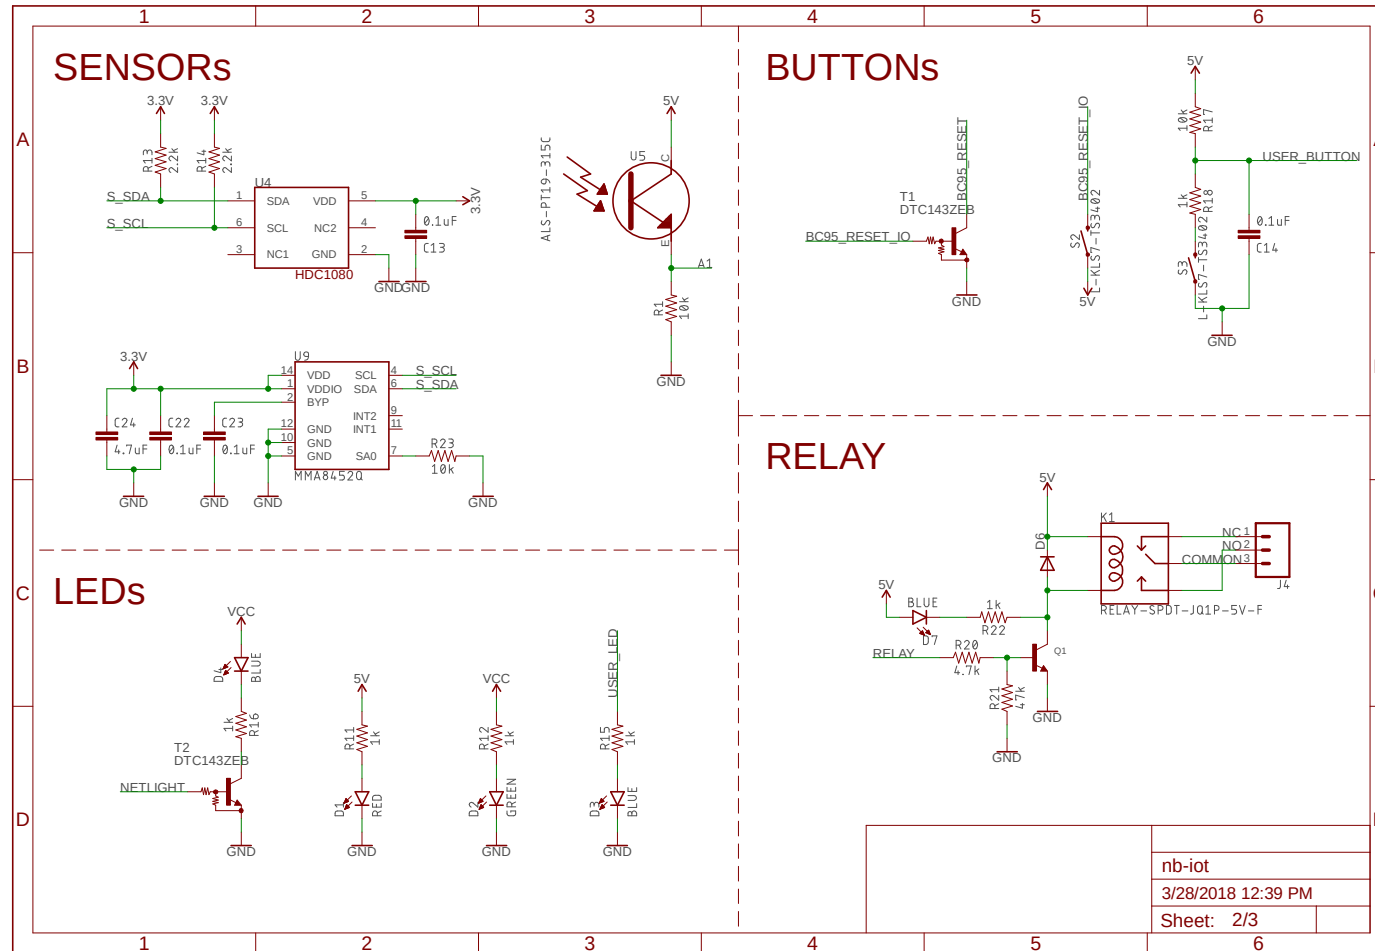 1 2 3 4 5 6
A
B
C
D
SENSORs
3.3V 3.3V
R13
2.2k
R14
2.2k
S_SDA
S_SCL
U4
1 SDA VDD 5
6 SCL NC2 4
3 NC1 GND 2
HDC1080
3.3V
0.1uF
C13
GND GND
ALS-PT19-315C
5V
U5
C
E
A1
R1
10k
GND
3.3V
U9
14 VDD SCL 4 S_SCL
1 VDDIO SDA 6 S_SDA
2 BYP
INT2 9
12 GND INT1 11
10 GND
5 GND SA0 7
MMA8452Q
C24
4.7uF
C22
0.1uF
C23
0.1uF
R23
10k
GND GND GND GND
BUTTONs
BC95_RESET
T1
DTC143ZEB
BC95_RESET_IO
GND
BC95_RESET_IO
S2
L-KLS7-TS3402
5V
5V
10k
R17
USER_BUTTON
1k
R18
0.1uF
C14
S3
L-KLS7-TS3402
GND
LEDs
VCC
D4
BLUE
1k
R16
T2
DTC143ZEB
NETLIGHT
GND
5V
R11
1k
D1
RED
GND
VCC
R12
1k
D2
GREEN
GND
USER_LED
R15
1k
D3
BLUE
GND
RELAY
5V
D6
K1
RELAY-SPDT-JQ1P-5V-F
NC 1
NO 2
COMMON 3
J4
5V
BLUE
D7
1k
R22
RELAY
R20
4.7k
Q1
R21
47k
GND
GND
nb-iot
3/28/2018 12:39 PM
Sheet: 2/3
1 2 3 4 5 6